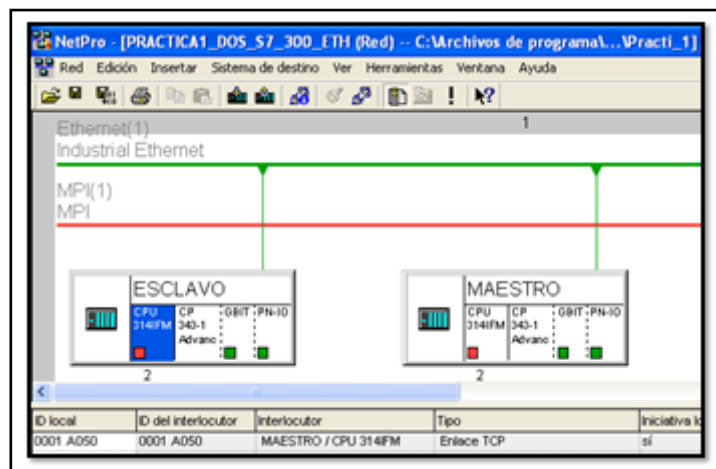 NetPro - [PRACTICA1_DOS_S7_300_ETH (Red) -- C:\Archivos de programa\...\Practi_1]
Red Edición Insertar Sistema de destino Ver Herramientas Ventana Ayuda
1
Ethernet(1)
Industrial Ethernet
MPI(1)
MPI
ESCLAVO
CPU 314IFM
CP 343-1 Advanc
GBIT
PN-IO
2
MAESTRO
CPU 314IFM
CP 343-1 Advanc
GBIT
PN-IO
2
ID local ID del interlocutor Interlocutor Tipo Iniciativa lo
0001 A050 0001 A050 MAESTRO / CPU 314IFM Enlace TCP sí